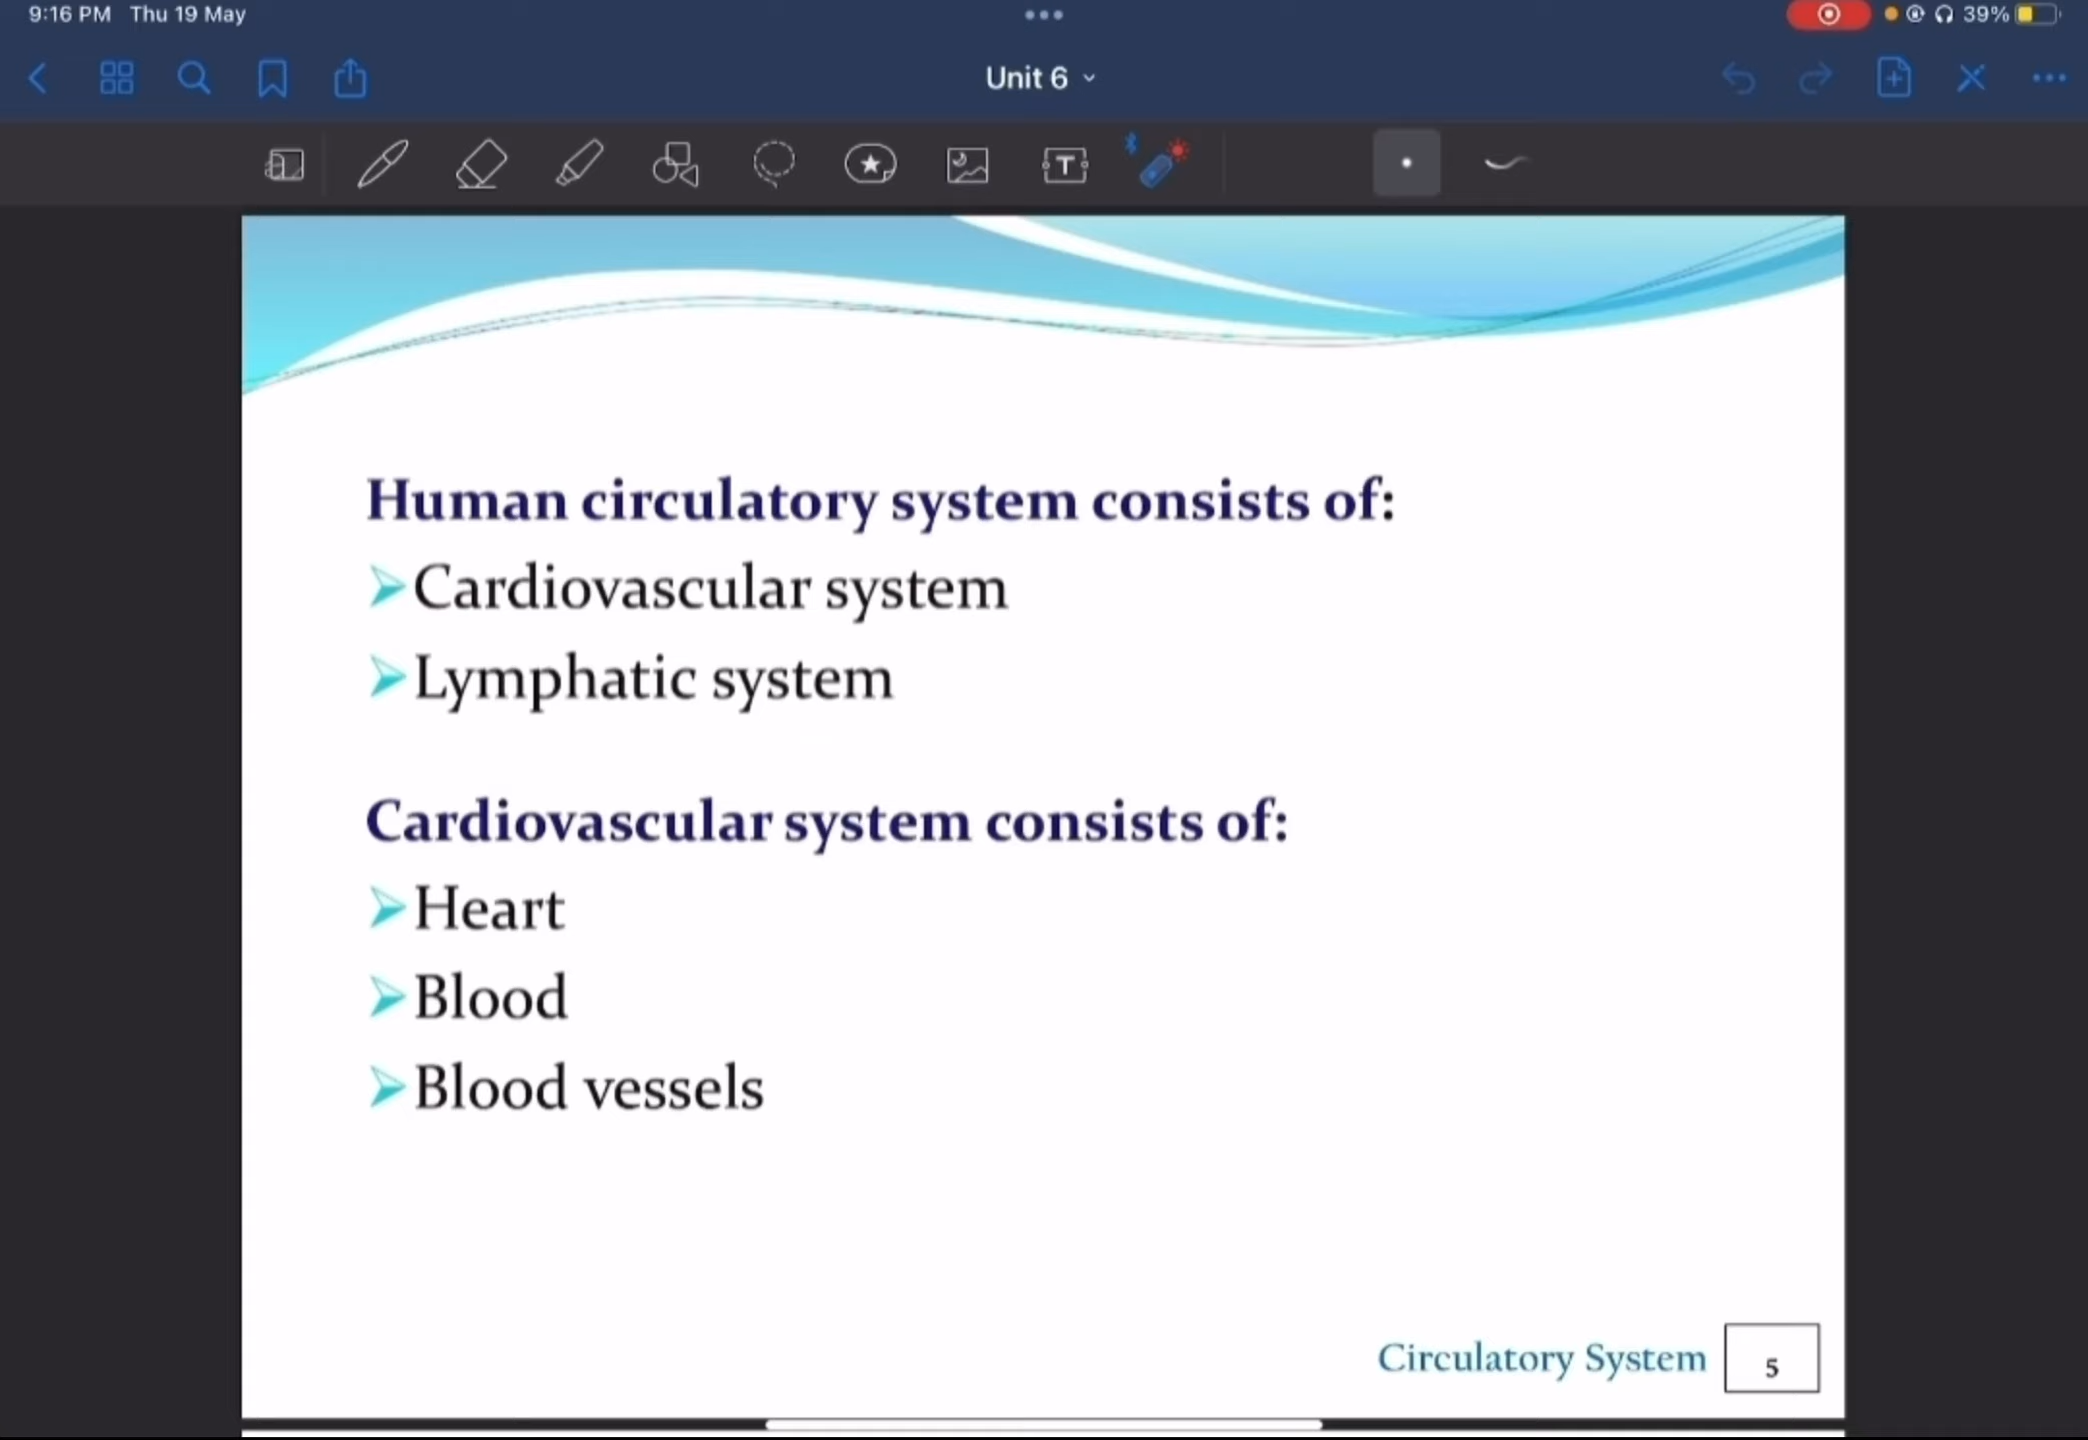 9:16 PM Thu 19 May
39%
Unit 6
T
Human circulatory system consists of:
Cardiovascular system
Lymphatic system
Cardiovascular system consists of:
Heart
Blood
Blood vessels
Circulatory System 5